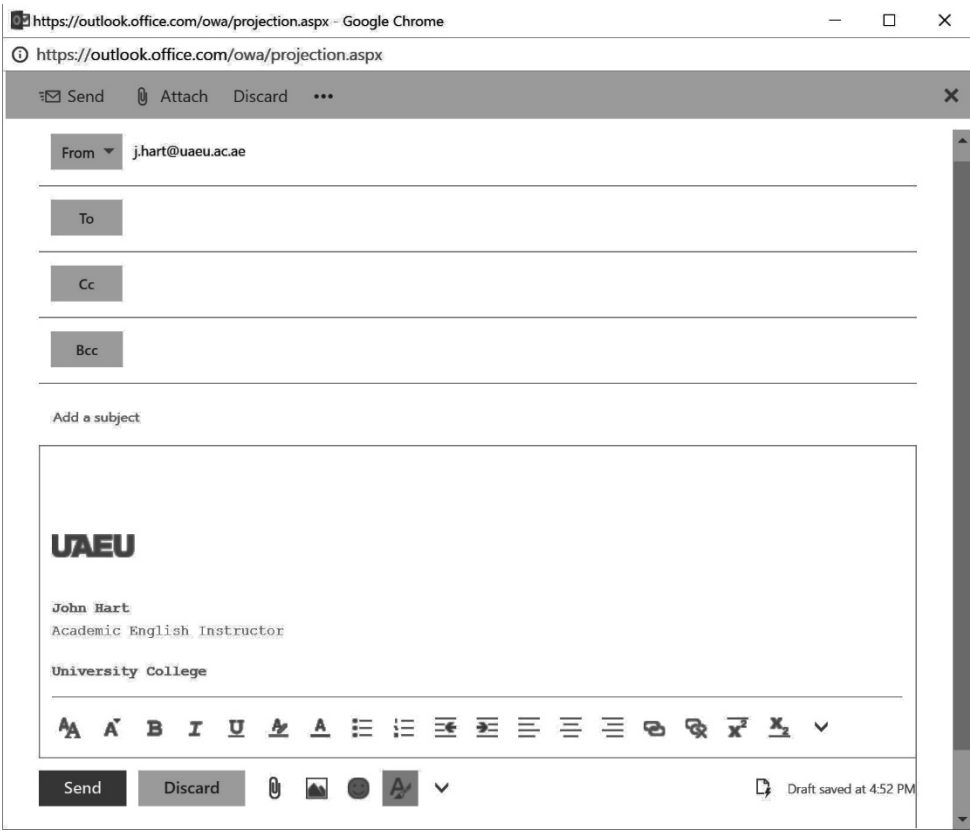 https://outlook.office.com/owa/projection.aspx - Google Chrome
https://outlook.office.com/owa/projection.aspx
Send Attach Discard •••
From j.hart@uaeu.ac.ae
To
Cc
Bcc
Add a subject
UAEU
John Hart
Academic English Instructor
University College
Send Discard Draft saved at 4:52 PM